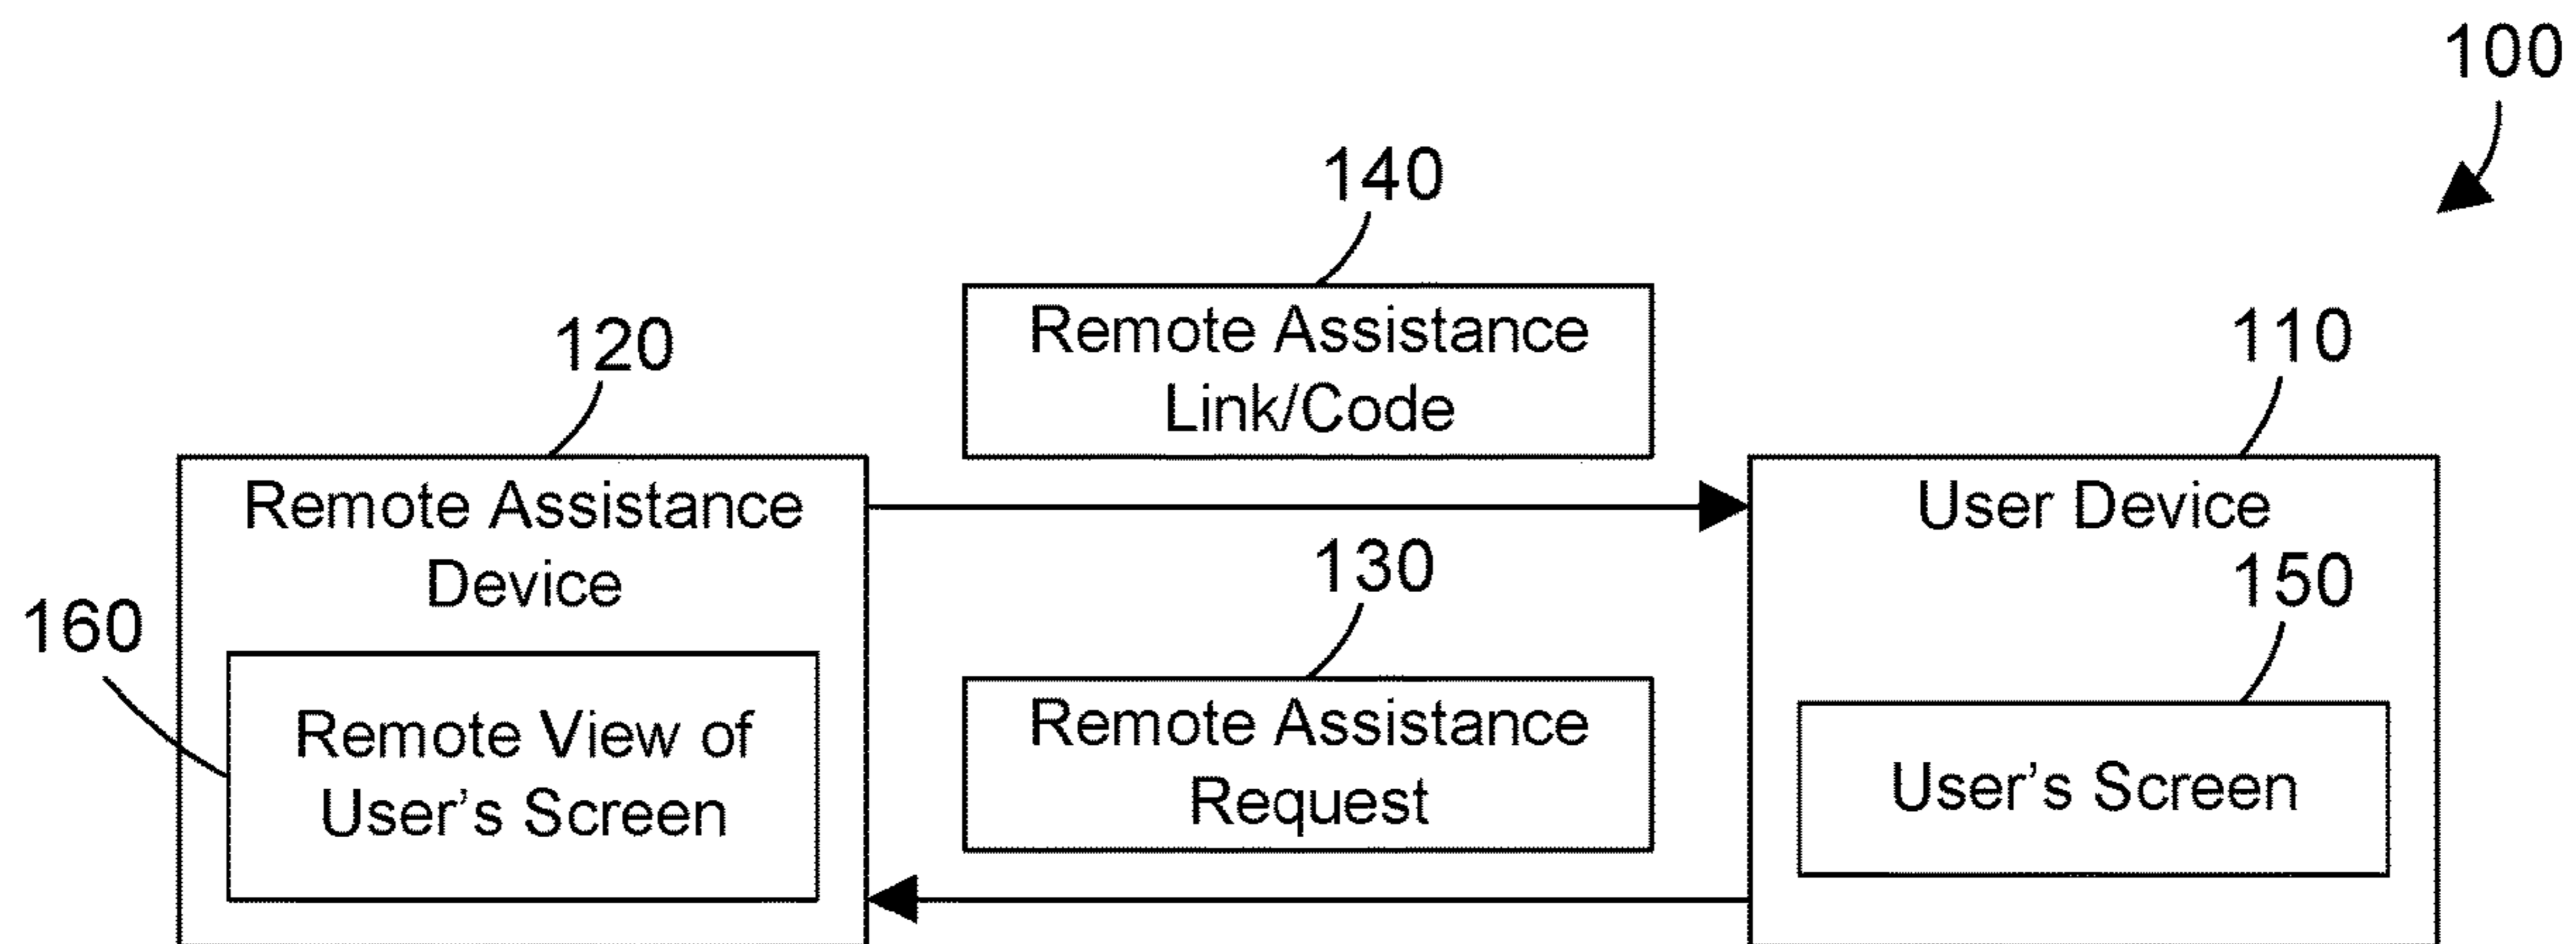 100
140
Remote Assistance
Link/Code
120
110
Remote Assistance
Device
User Device
130
150
160
Remote View of
User's Screen
Remote Assistance
Request
User's Screen